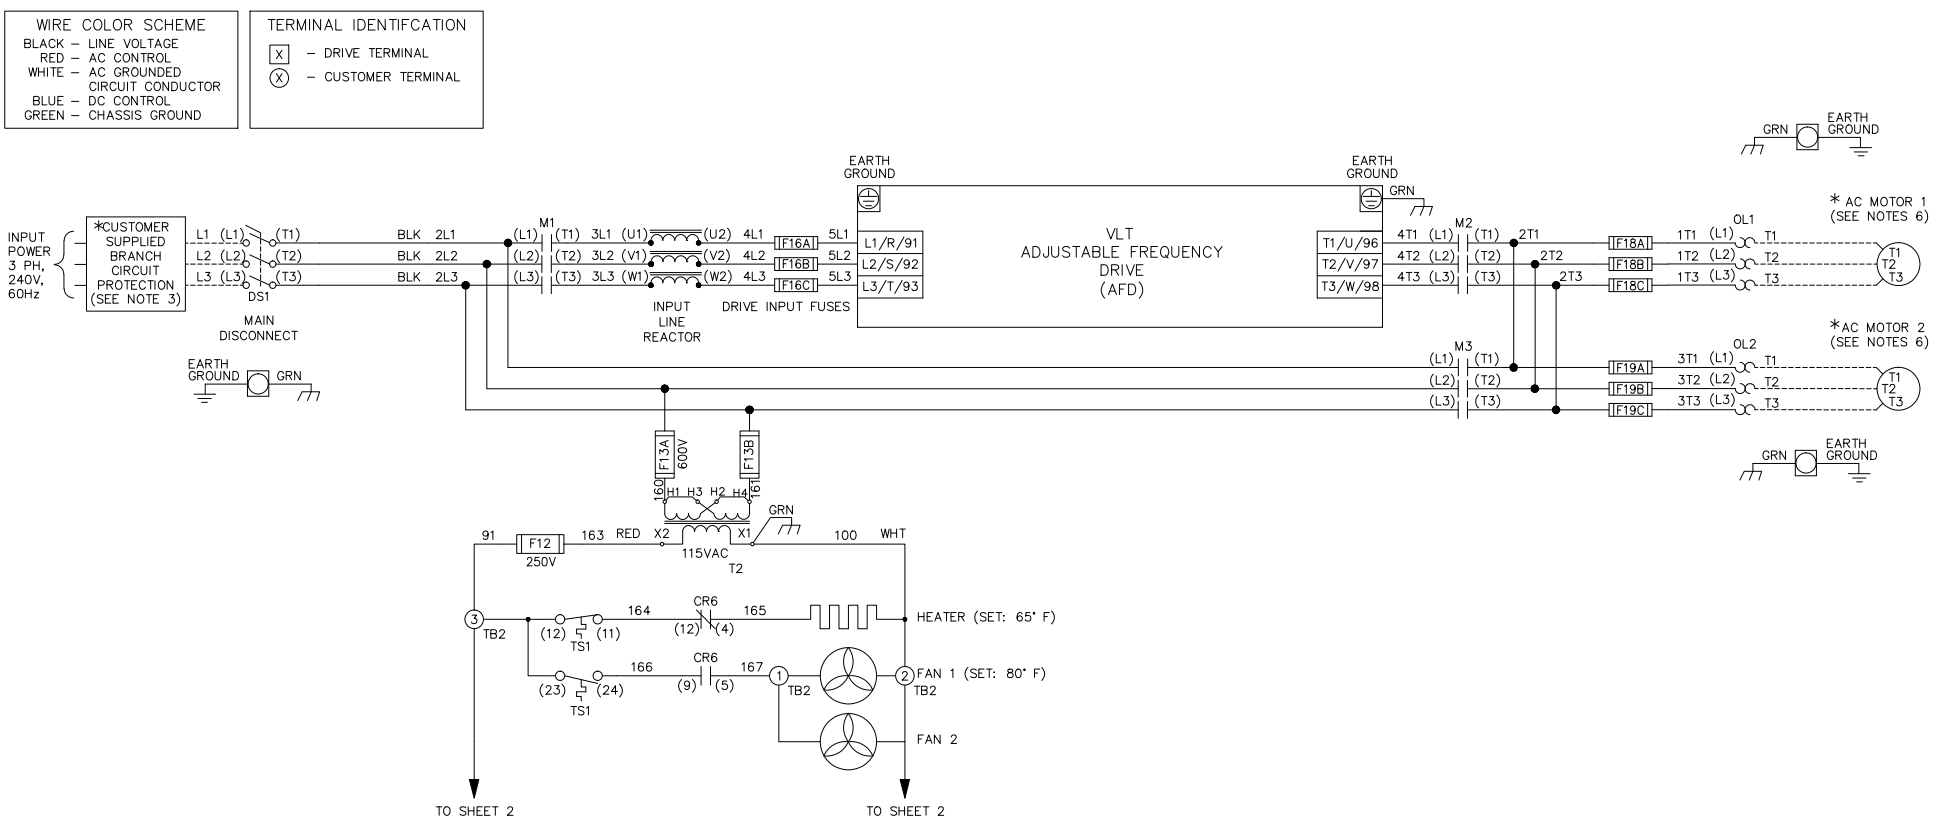 WIRE COLOR SCHEME
BLACK – LINE VOLTAGE
RED – AC CONTROL
WHITE – AC GROUNDED
CIRCUIT CONDUCTOR
BLUE – DC CONTROL
GREEN – CHASSIS GROUND
TERMINAL IDENTIFCATION
X – DRIVE TERMINAL
X – CUSTOMER TERMINAL
GRN
EARTH
GROUND
EARTH
GROUND
EARTH
GROUND
GRN
INPUT
POWER
3 PH,
240V,
60Hz
*CUSTOMER
SUPPLIED
BRANCH
CIRCUIT
PROTECTION
(SEE NOTE 3)
L1 (L1) (T1) BLK 2L1 (L1) M1 (T1) 3L1 (U1) (U2) 4L1 F16A 5L1 L1/R/91
L2 (L2) (T2) BLK 2L2 (L2) (T2) 3L2 (V1) (V2) 4L2 F16B 5L2 L2/S/92
L3 (L3) (T3) BLK 2L3 (L3) (T3) 3L3 (W1) (W2) 4L3 F16C 5L3 L3/T/93
DS1
MAIN
DISCONNECT
INPUT
LINE
REACTOR
DRIVE INPUT FUSES
VLT
ADJUSTABLE FREQUENCY
DRIVE
(AFD)
T1/U/96 4T1 (L1) M2 (T1) 2T1 F18A 1T1 (L1) OL1 T1
T2/V/97 4T2 (L2) (T2) 2T2 F18B 1T2 (L2) T2
T3/W/98 4T3 (L3) (T3) 2T3 F18C 1T3 (L3) T3
* AC MOTOR 1
(SEE NOTES 6)
T1
T2
T3
EARTH
GROUND
GRN
M3
(L1) (T1) F19A 3T1 (L1) OL2 T1
(L2) (T2) F19B 3T2 (L2) T2
(L3) (T3) F19C 3T3 (L3) T3
*AC MOTOR 2
(SEE NOTES 6)
T1
T2
T3
GRN
EARTH
GROUND
F13A
600V
F13B
160
161
H1 H3 H2 H4
GRN
91 F12 163 RED X2 X1 100 WHT
250V
115VAC
T2
3
TB2
(12) (11)
TS1
164
CR6
(12) (4)
165
HEATER (SET: 65° F)
(23) (24)
TS1
166
CR6
(9) (5)
167
1
TB2
2
TB2
FAN 1 (SET: 80° F)
FAN 2
TO SHEET 2
TO SHEET 2